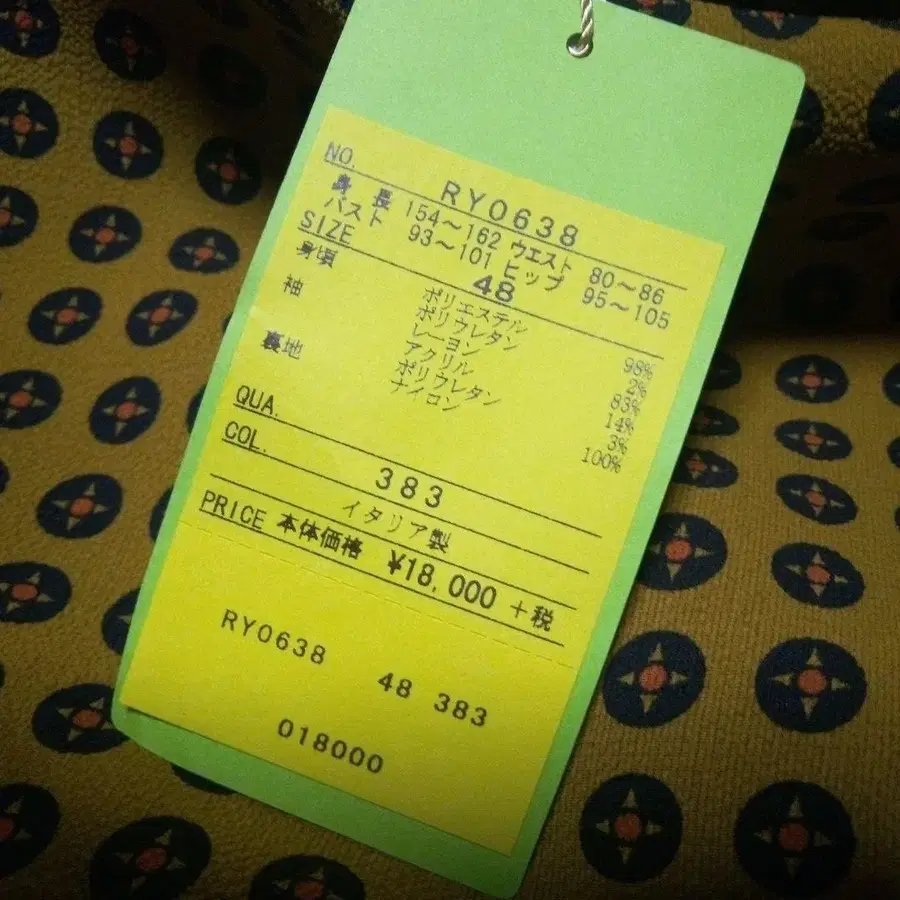 NO. RY0638
身長 154～162 ウエスト 80～86
バスト 93～101 ヒップ 95～105
SIZE 48
身頃 ポリエステル 98%
ポリウレタン 2%
袖 レーヨン 83%
アクリル 14%
ポリウレタン 3%
裏地 ナイロン 100%
QUA.
COL. 383
イタリア製
PRICE 本体価格 ¥18,000 +税
RY0638
48 383
018000